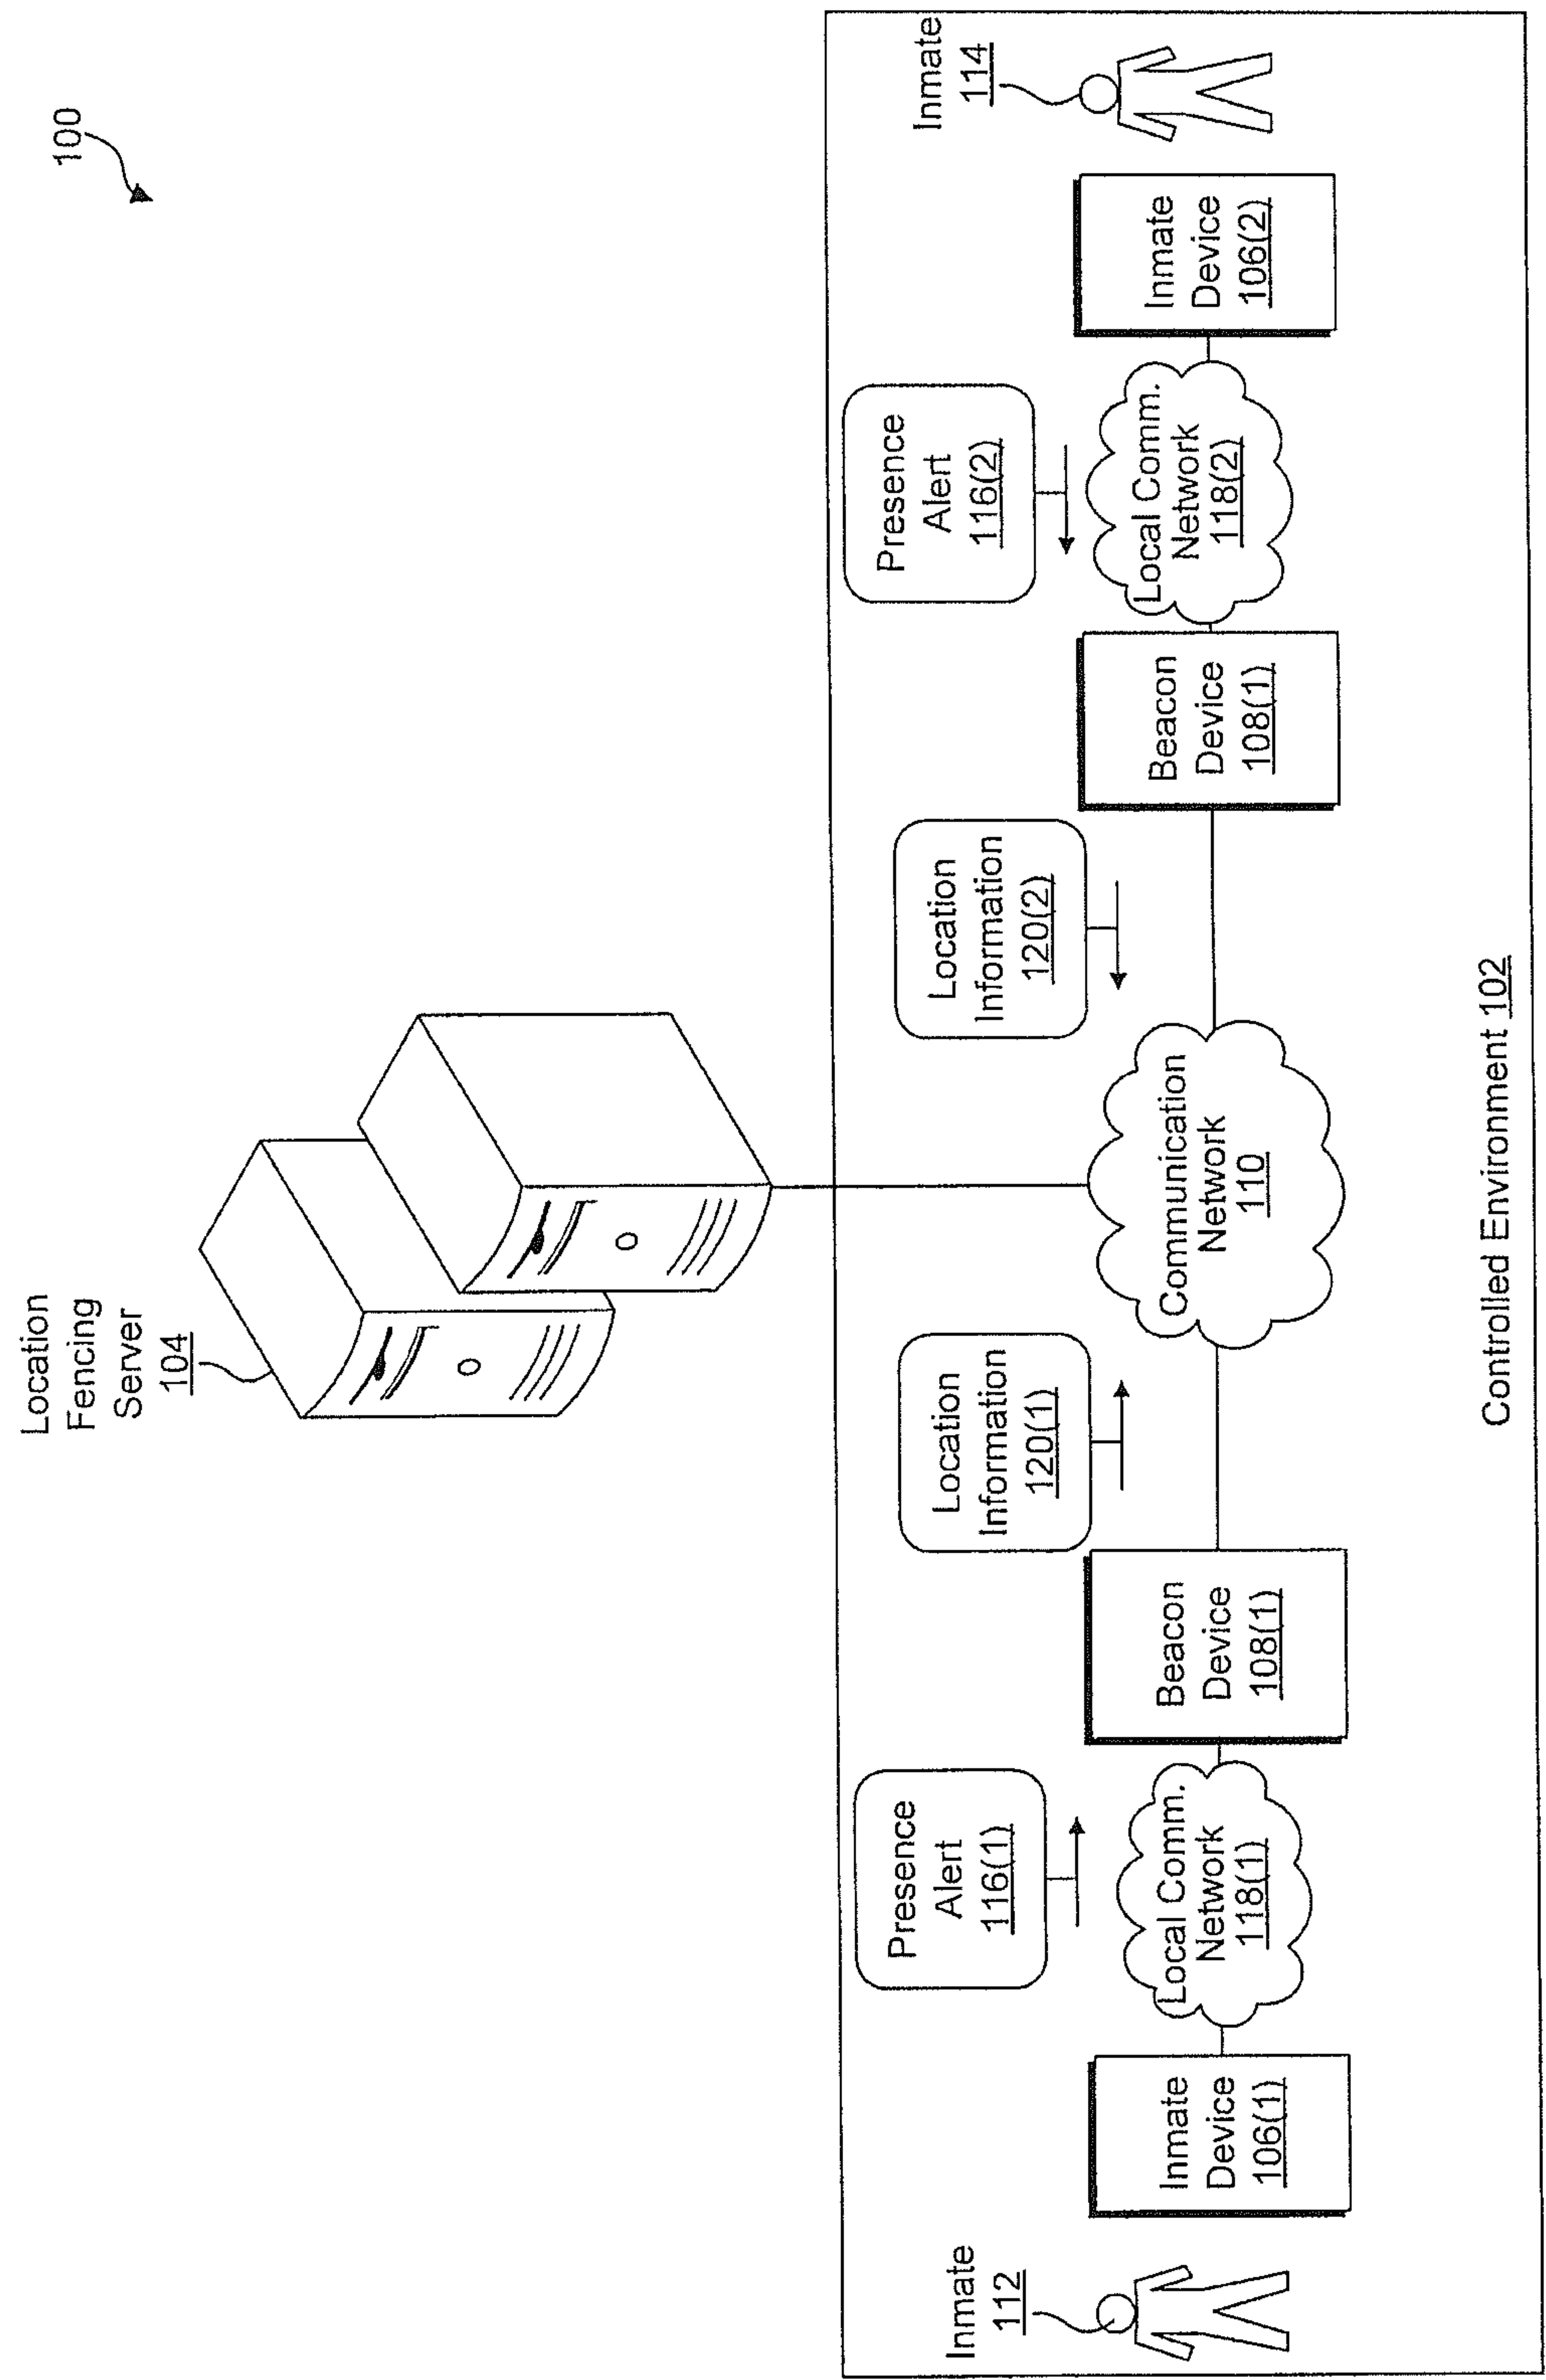 100
Location
Fencing
Server
104
Inmate
112
Inmate
Device
106(1)
Presence
Alert
116(1)
Local Comm.
Network
118(1)
Beacon
Device
108(1)
Location
Information
120(1)
Communication
Network
110
Location
Information
120(2)
Beacon
Device
108(1)
Presence
Alert
116(2)
Local Comm.
Network
118(2)
Inmate
Device
106(2)
Inmate
114
Controlled Environment 102